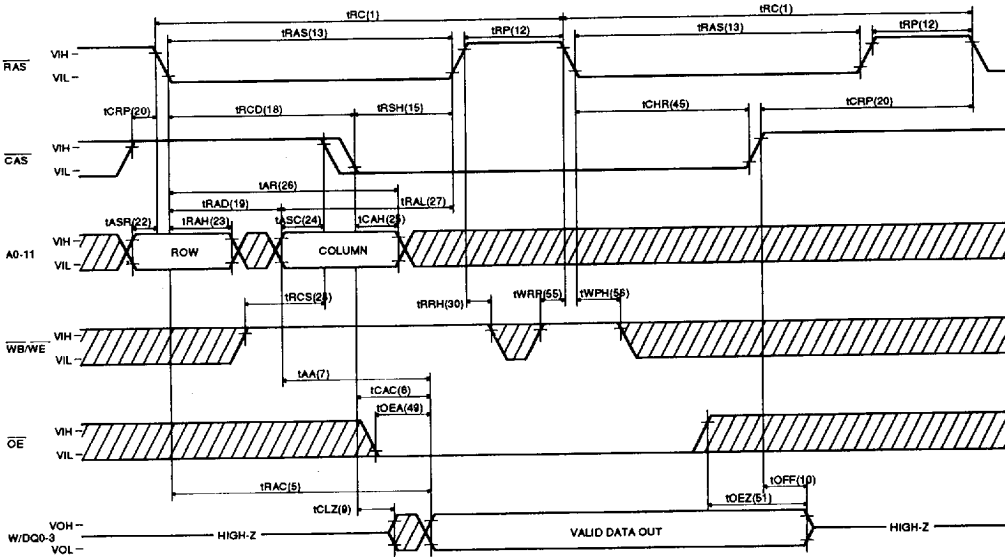 tRC(1) tRC(1)
tRAS(13) tRP(12) tRAS(13) tRP(12)
RAS VIH
VIL
tCRP(20) tRCD(18) tRSH(15) tCHR(45) tCRP(20)
CAS VIH
VIL
tAR(26)
tRAD(19) tRAL(27)
tASR(22) tRAH(23) tASC(24) tCAH(25)
A0-11 VIH
VIL
ROW COLUMN
tRCS(28) tRRH(30) tWRP(55) tWPH(56)
WB/WE VIH
VIL
tAA(7)
tCAC(6)
tOEA(49)
OE VIH
VIL
tRAC(5) tOFF(10)
tCLZ(9) tOEZ(51)
W/DQ0-3 VOH
VOL
HIGH-Z VALID DATA OUT HIGH-Z